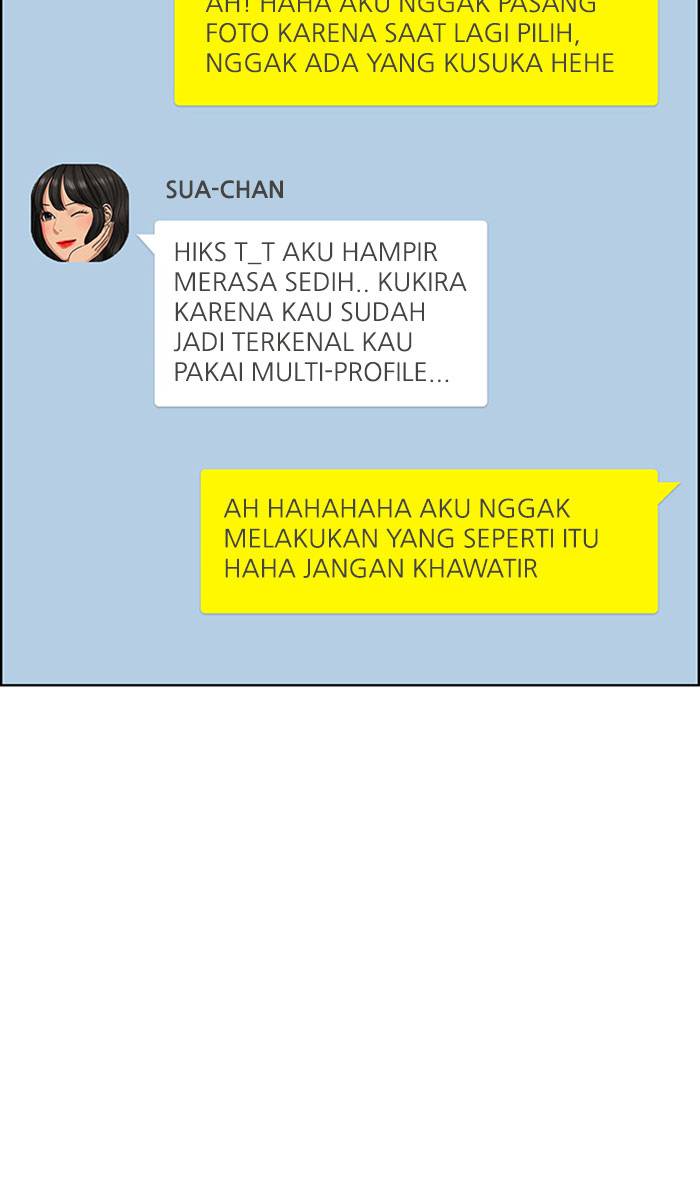 AH! HAHA AKU NGGAK PASANG
FOTO KARENA SAAT LAGI PILIH,
NGGAK ADA YANG KUSUKA HEHE
SUA-CHAN
HIKS T_T AKU HAMPIR
MERASA SEDIH.. KUKIRA
KARENA KAU SUDAH
JADI TERKENAL KAU
PAKAI MULTI-PROFILE...
AH HAHAHAHA AKU NGGAK
MELAKUKAN YANG SEPERTI ITU
HAHA JANGAN KHAWATIR